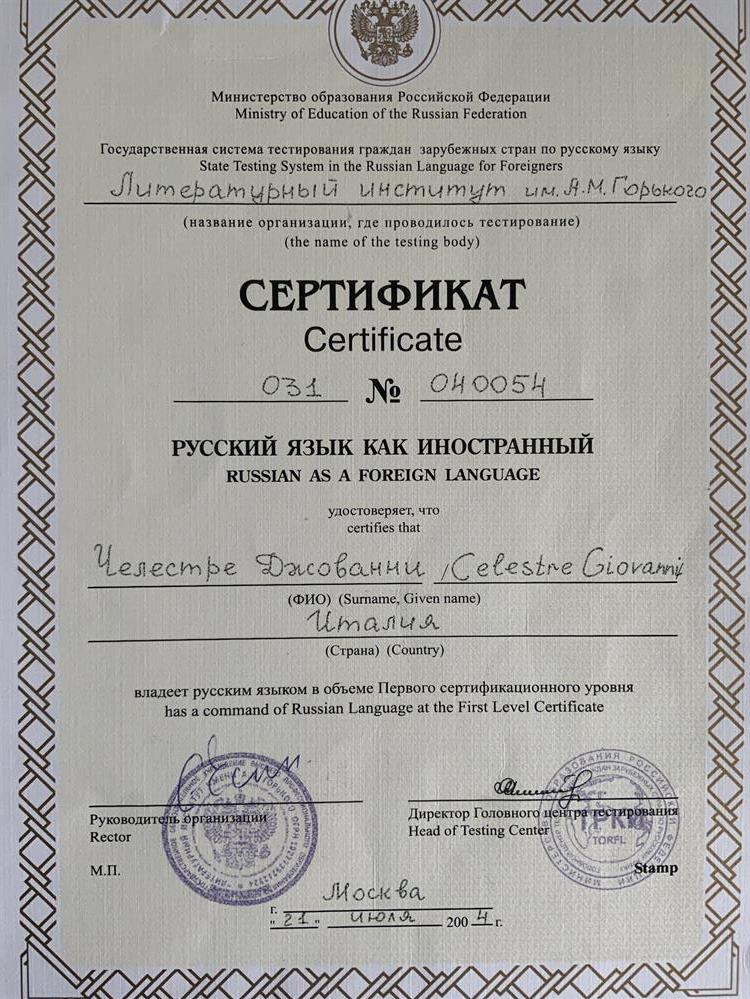 Министерство образования Российской Федерации
Ministry of Education of the Russian Federation
Государственная система тестирования граждан зарубежных стран по русскому языку
State Testing System in the Russian Language for Foreigners
Литературный институт им. А.М. Горького
(название организации, где проводилось тестирование)
(the name of the testing body)
СЕРТИФИКАТ
Certificate
031 № 040054
РУССКИЙ ЯЗЫК КАК ИНОСТРАННЫЙ
RUSSIAN AS A FOREIGN LANGUAGE
удостоверяет, что
certifies that
Челестре Джованни /Celestre Giovanni/
(ФИО) (Surname, Given name)
Италия
(Страна) (Country)
владеет русским языком в объеме Первого сертификационного уровня
has a command of Russian Language at the First Level Certificate
Руководитель организации
Rector
М.П.
Директор Головного центра тестирования
Head of Testing Center
ТРКИ
TORFL
Stamp
Москва
г.
"21" июля 2004 г.